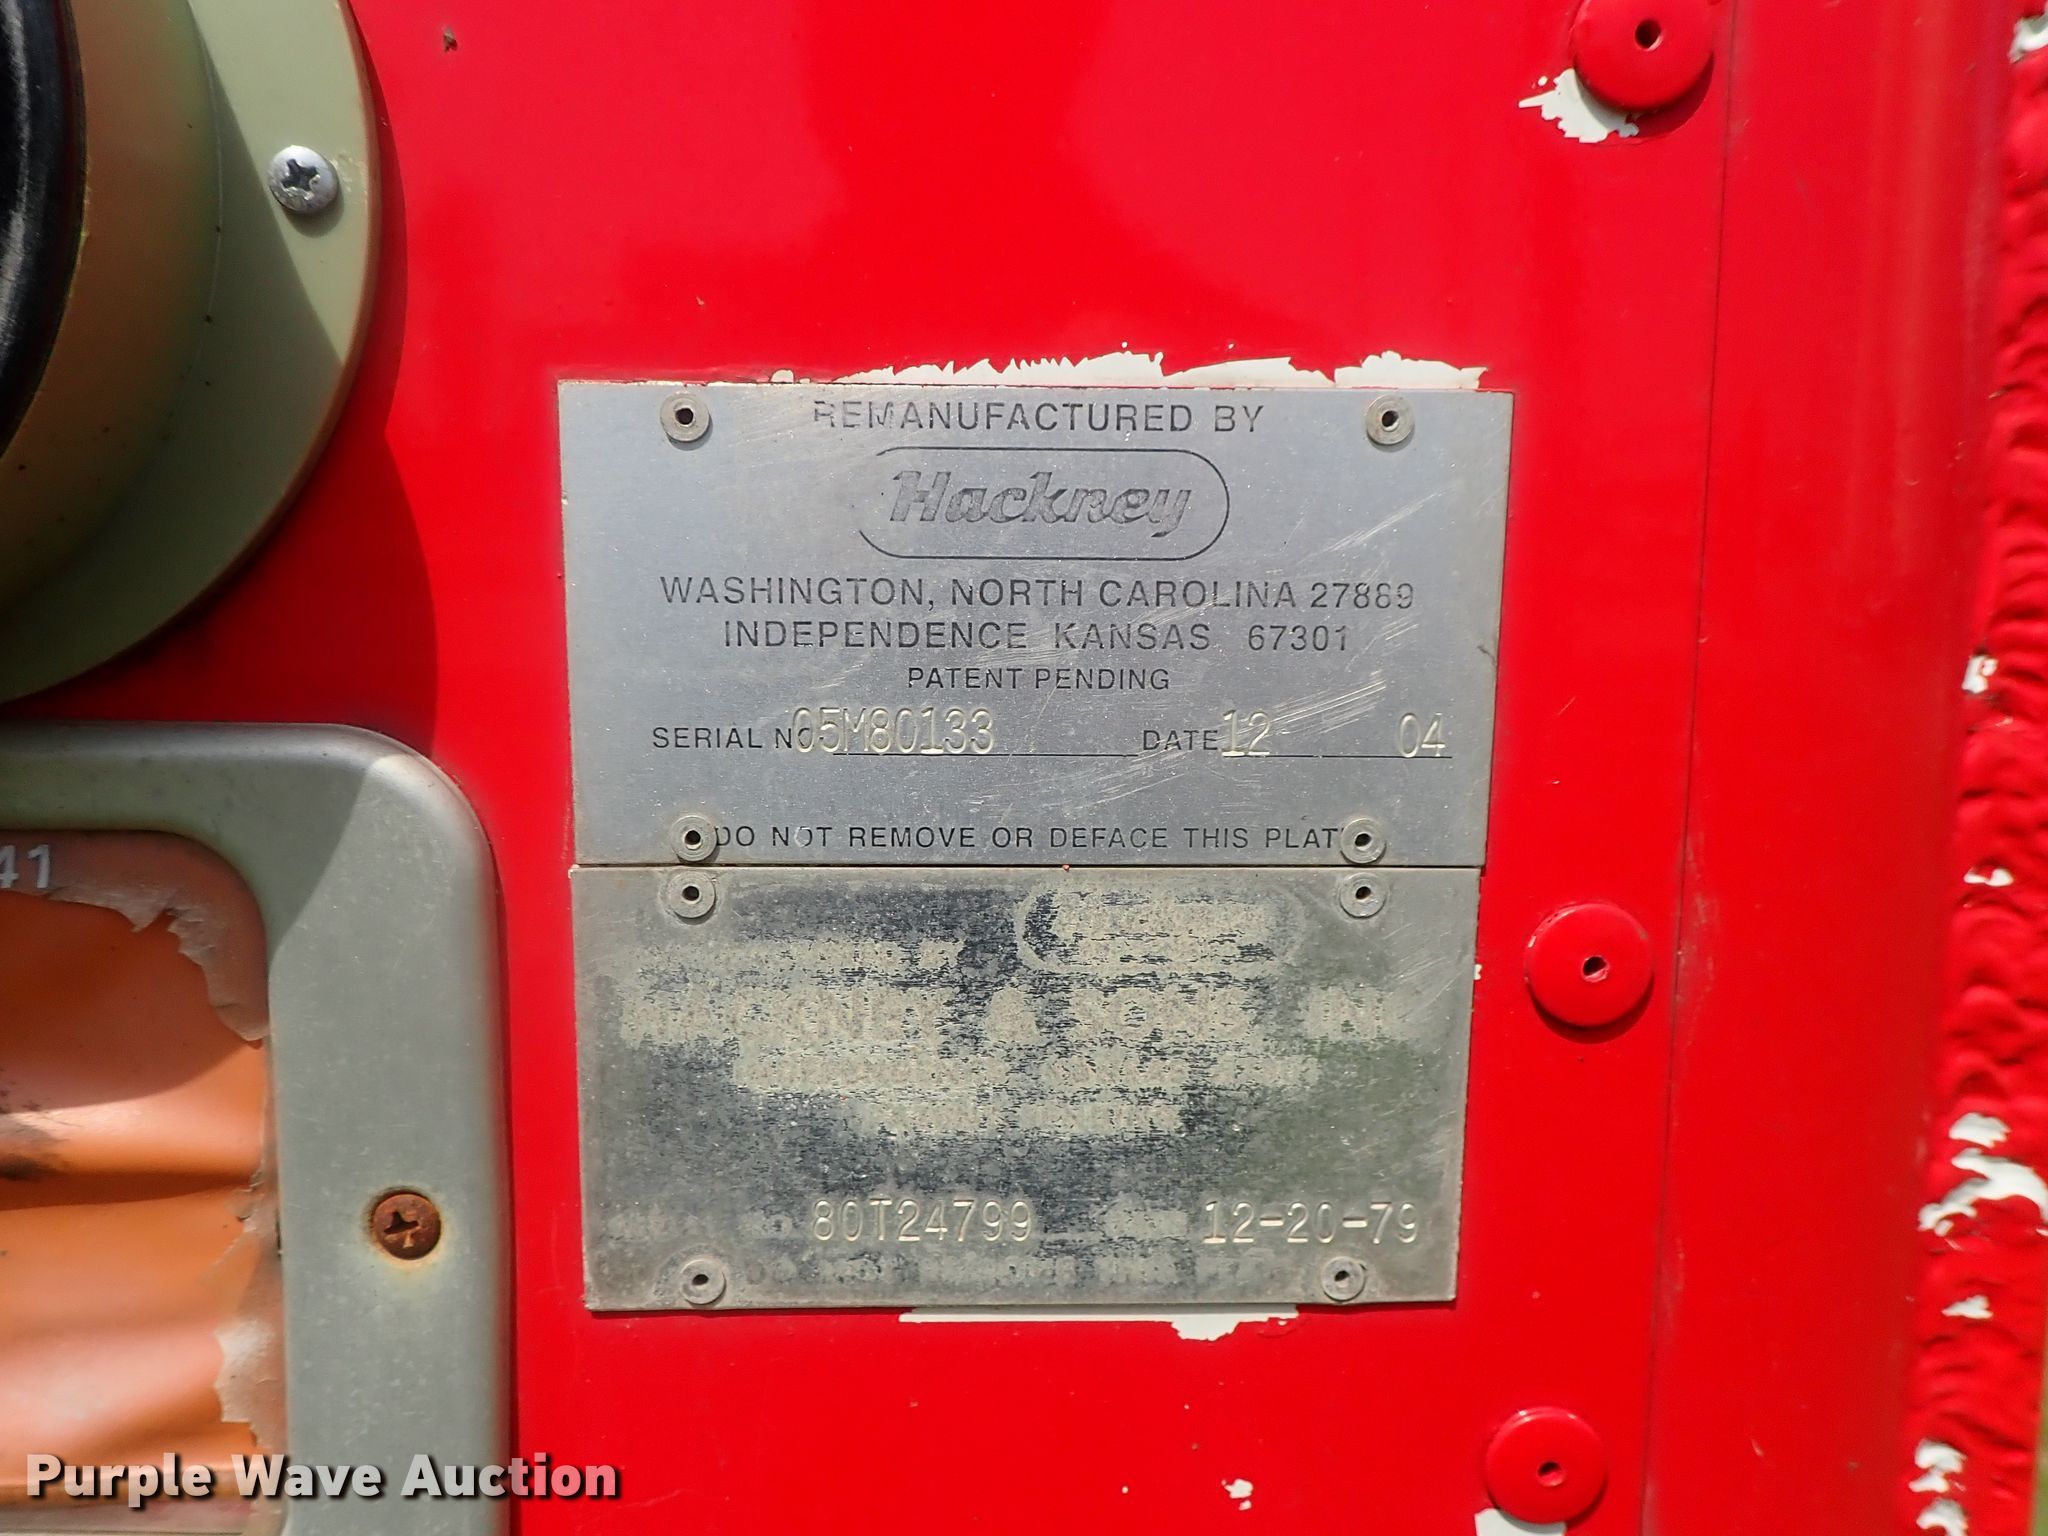 REMANUFACTURED BY
Hackney
WASHINGTON, NORTH CAROLINA 27889
INDEPENDENCE KANSAS 67301
PATENT PENDING
SERIAL NO 05M80133 DATE 12 04
DO NOT REMOVE OR DEFACE THIS PLAT
41
& SONS
80T24799 12-20-79
Purple Wave Auction